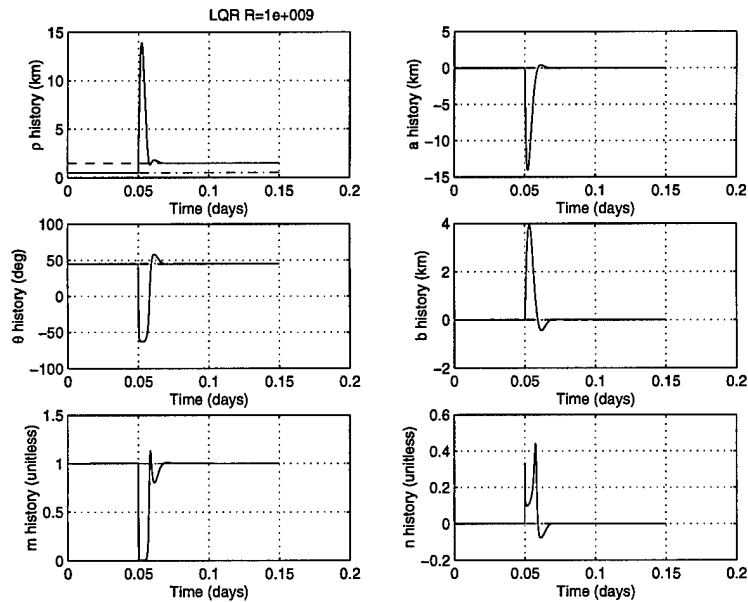 LQR R=1e+009
ρ history (km)
15
10
5
0
0 0.05 0.1 0.15 0.2
Time (days)
a history (km)
5
0
−5
−10
−15
0 0.05 0.1 0.15 0.2
Time (days)
θ history (deg)
100
50
0
−50
−100
0 0.05 0.1 0.15 0.2
Time (days)
b history (km)
4
2
0
−2
0 0.05 0.1 0.15 0.2
Time (days)
m history (unitless)
1.5
1
0.5
0
0 0.05 0.1 0.15 0.2
Time (days)
n history (unitless)
0.6
0.4
0.2
0
−0.2
0 0.05 0.1 0.15 0.2
Time (days)